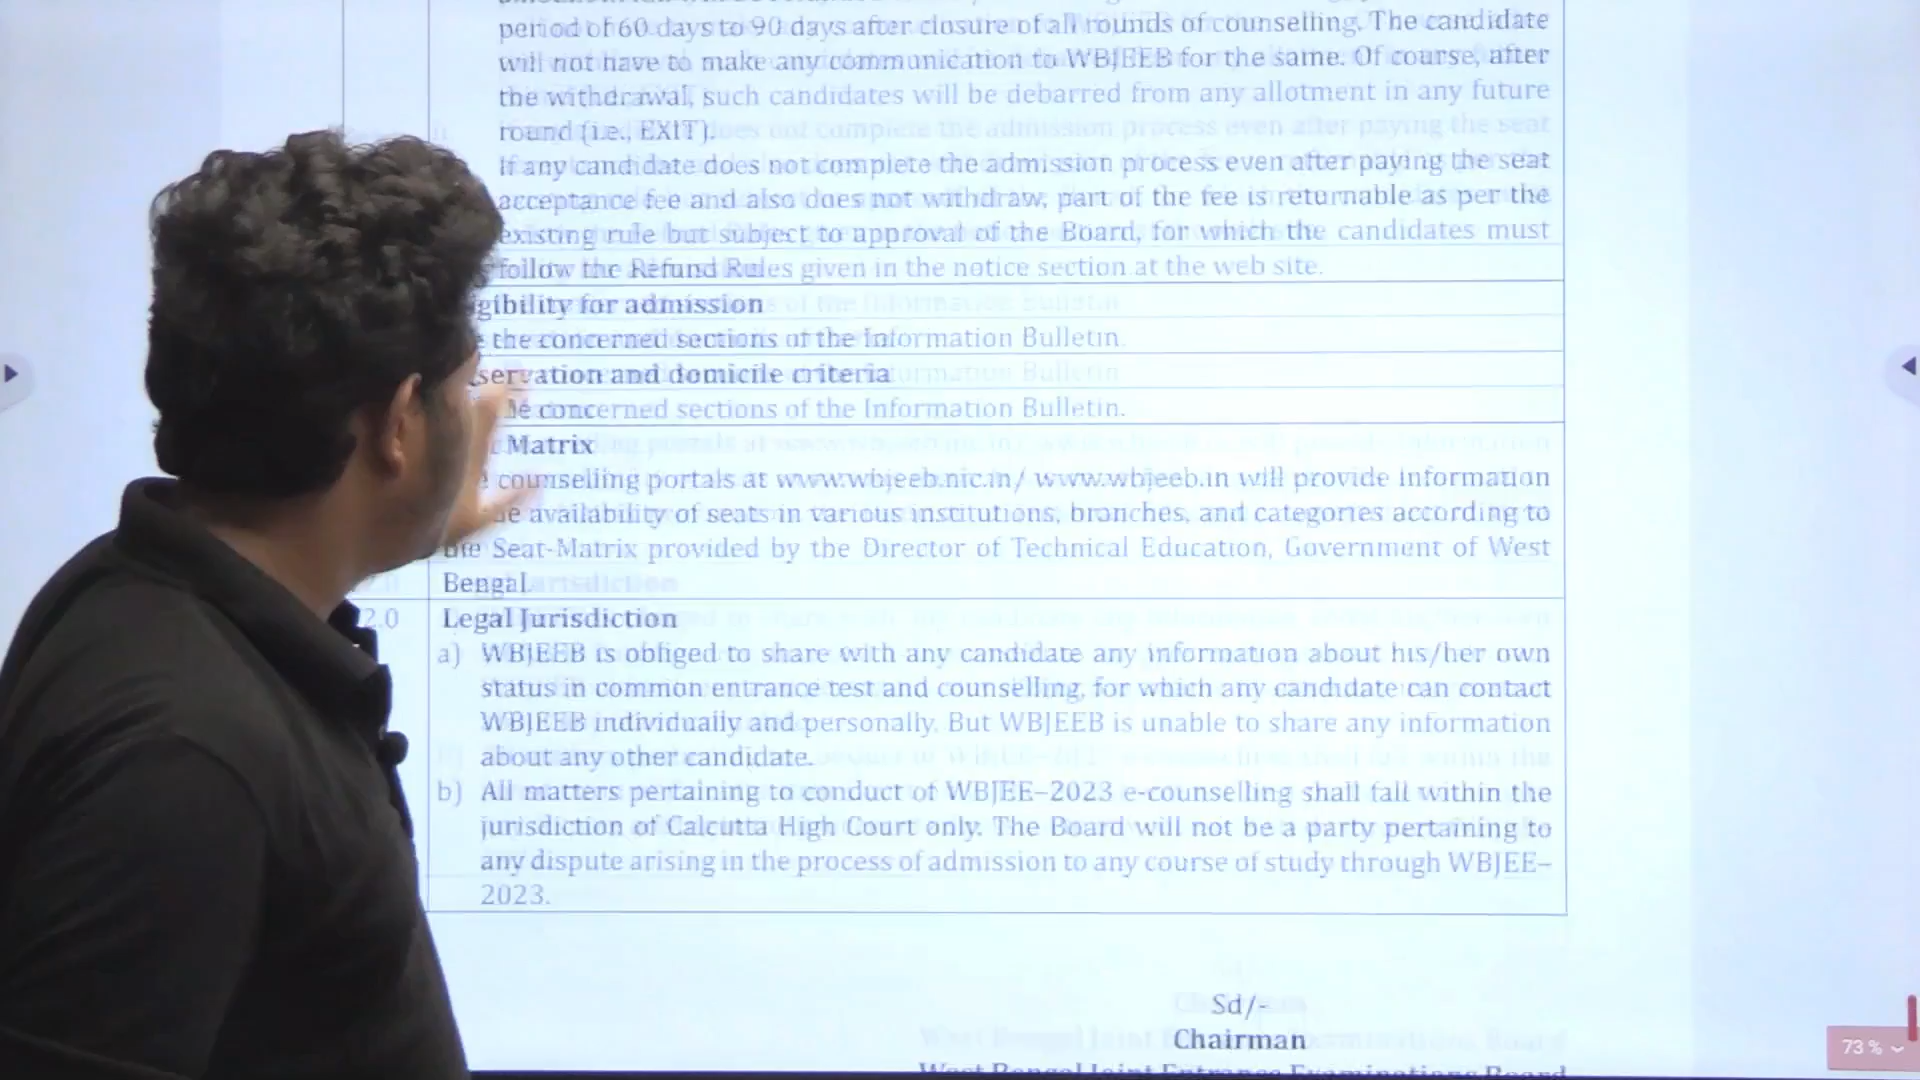 period of 60 days to 90 days after closure of all rounds of counselling. The candidate
will not have to make any communication to WBJEEB for the same. Of course, after
the withdrawal, such candidates will be debarred from any allotment in any future
round (i.e., EXIT).
If any candidate does not complete the admission process even after paying the seat
acceptance fee and also does not withdraw, part of the fee is returnable as per the
existing rule but subject to approval of the Board, for which the candidates must
follow the Refund Rules given in the notice section at the web site.
gibility for admission
the concerned sections of the Information Bulletin.
servation and domicile criteria
concerned sections of the Information Bulletin.
Matrix
counselling portals at www.wbjeeb.nic.in/ www.wbjeeb.in will provide information
availability of seats in various institutions, branches, and categories according to
the Seat-Matrix provided by the Director of Technical Education, Government of West
Bengal.
2.0 Legal Jurisdiction
a) WBJEEB is obliged to share with any candidate any information about his/her own
status in common entrance test and counselling, for which any candidate can contact
WBJEEB individually and personally. But WBJEEB is unable to share any information
about any other candidate.
b) All matters pertaining to conduct of WBJEE–2023 e-counselling shall fall within the
jurisdiction of Calcutta High Court only. The Board will not be a party pertaining to
any dispute arising in the process of admission to any course of study through WBJEE–
2023.
Sd/-
Chairman
West Bengal Joint Entrance Examinations Board
73 %